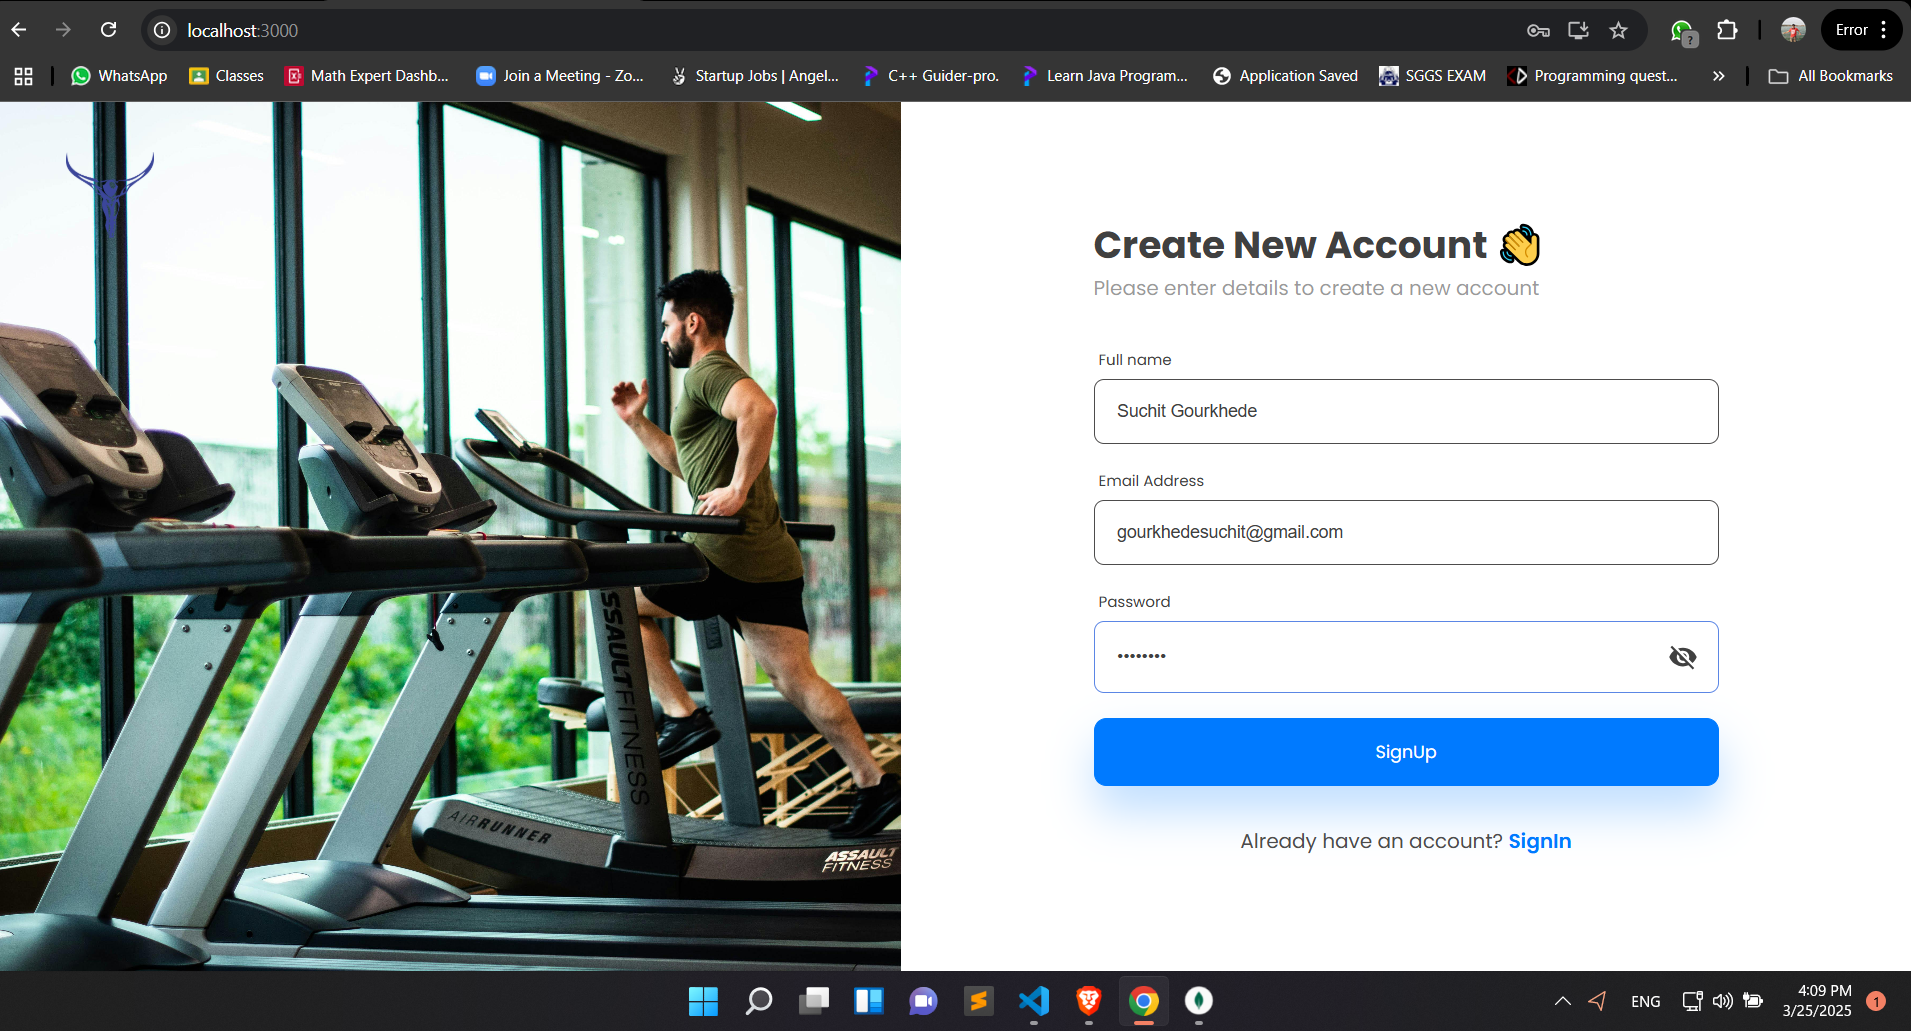 localhost:3000
Error
WhatsApp
Classes
Math Expert Dashb...
Join a Meeting - Zo...
Startup Jobs | Angel...
C++ Guider-pro.
Learn Java Program...
Application Saved
SGGS EXAM
Programming quest...
»
All Bookmarks
Create New Account 👋
Please enter details to create a new account
Full name
Suchit Gourkhede
Email Address
gourkhedesuchit@gmail.com
Password
••••••••
SignUp
Already have an account? SignIn
SSAULT FITNESS
AIRRUNNER
ASSAULT
FITNESS
ENG
4:09 PM
3/25/2025
1